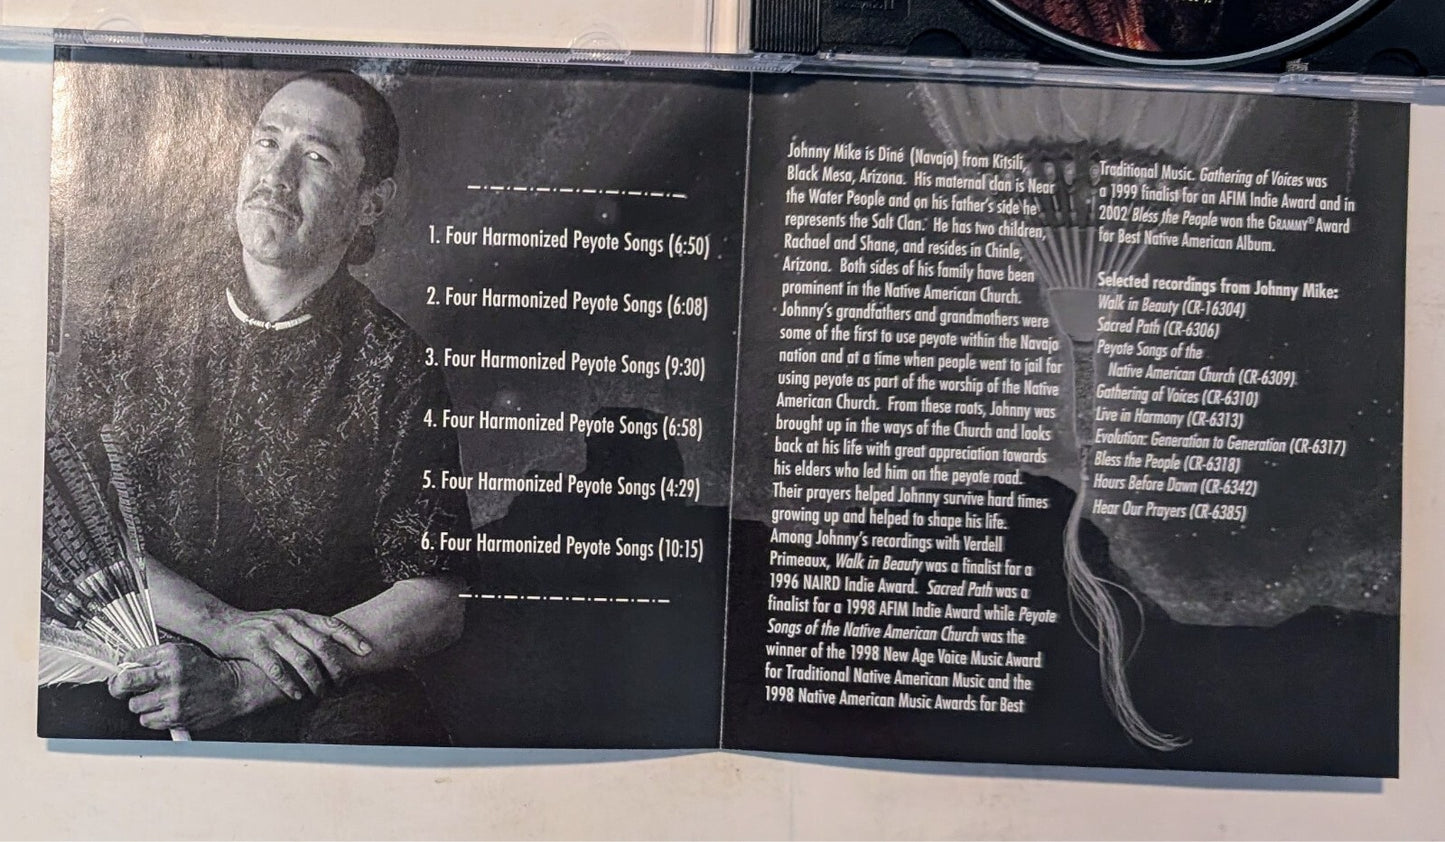 1. Four Harmonized Peyote Songs (6:50)
2. Four Harmonized Peyote Songs (6:08)
3. Four Harmonized Peyote Songs (9:30)
4. Four Harmonized Peyote Songs (6:58)
5. Four Harmonized Peyote Songs (4:29)
6. Four Harmonized Peyote Songs (10:15)
Johnny Mike is Diné (Navajo) from Kitsili,
Black Mesa, Arizona. His maternal clan is Near
the Water People and on his father's side he
represents the Salt Clan. He has two children,
Rachael and Shane, and resides in Chinle,
Arizona. Both sides of his family have been
prominent in the Native American Church.
Johnny's grandfathers and grandmothers were
some of the first to use peyote within the Navajo
nation and at a time when people went to jail for
using peyote as part of the worship of the Native
American Church. From these roots, Johnny was
brought up in the ways of the Church and looks
back at his life with great appreciation towards
his elders who led him on the peyote road.
Their prayers helped Johnny survive hard times
growing up and helped to shape his life.
Among Johnny's recordings with Verdell
Primeaux, Walk in Beauty was a finalist for a
1996 NAIRD Indie Award. Sacred Path was a
finalist for a 1998 AFIM Indie Award while Peyote
Songs of the Native American Church was the
winner of the 1998 New Age Voice Music Award
for Traditional Native American Music and the
1998 Native American Music Awards for Best
Traditional Music. Gathering of Voices was
a 1999 finalist for an AFIM Indie Award and in
2002 Bless the People won the GRAMMY® Award
for Best Native American Album.
Selected recordings from Johnny Mike:
Walk in Beauty (CR-16304)
Sacred Path (CR-6306)
Peyote Songs of the
Native American Church (CR-6309)
Gathering of Voices (CR-6310)
Live in Harmony (CR-6313)
Evolution: Generation to Generation (CR-6317)
Bless the People (CR-6318)
Hours Before Dawn (CR-6342)
Hear Our Prayers (CR-6385)